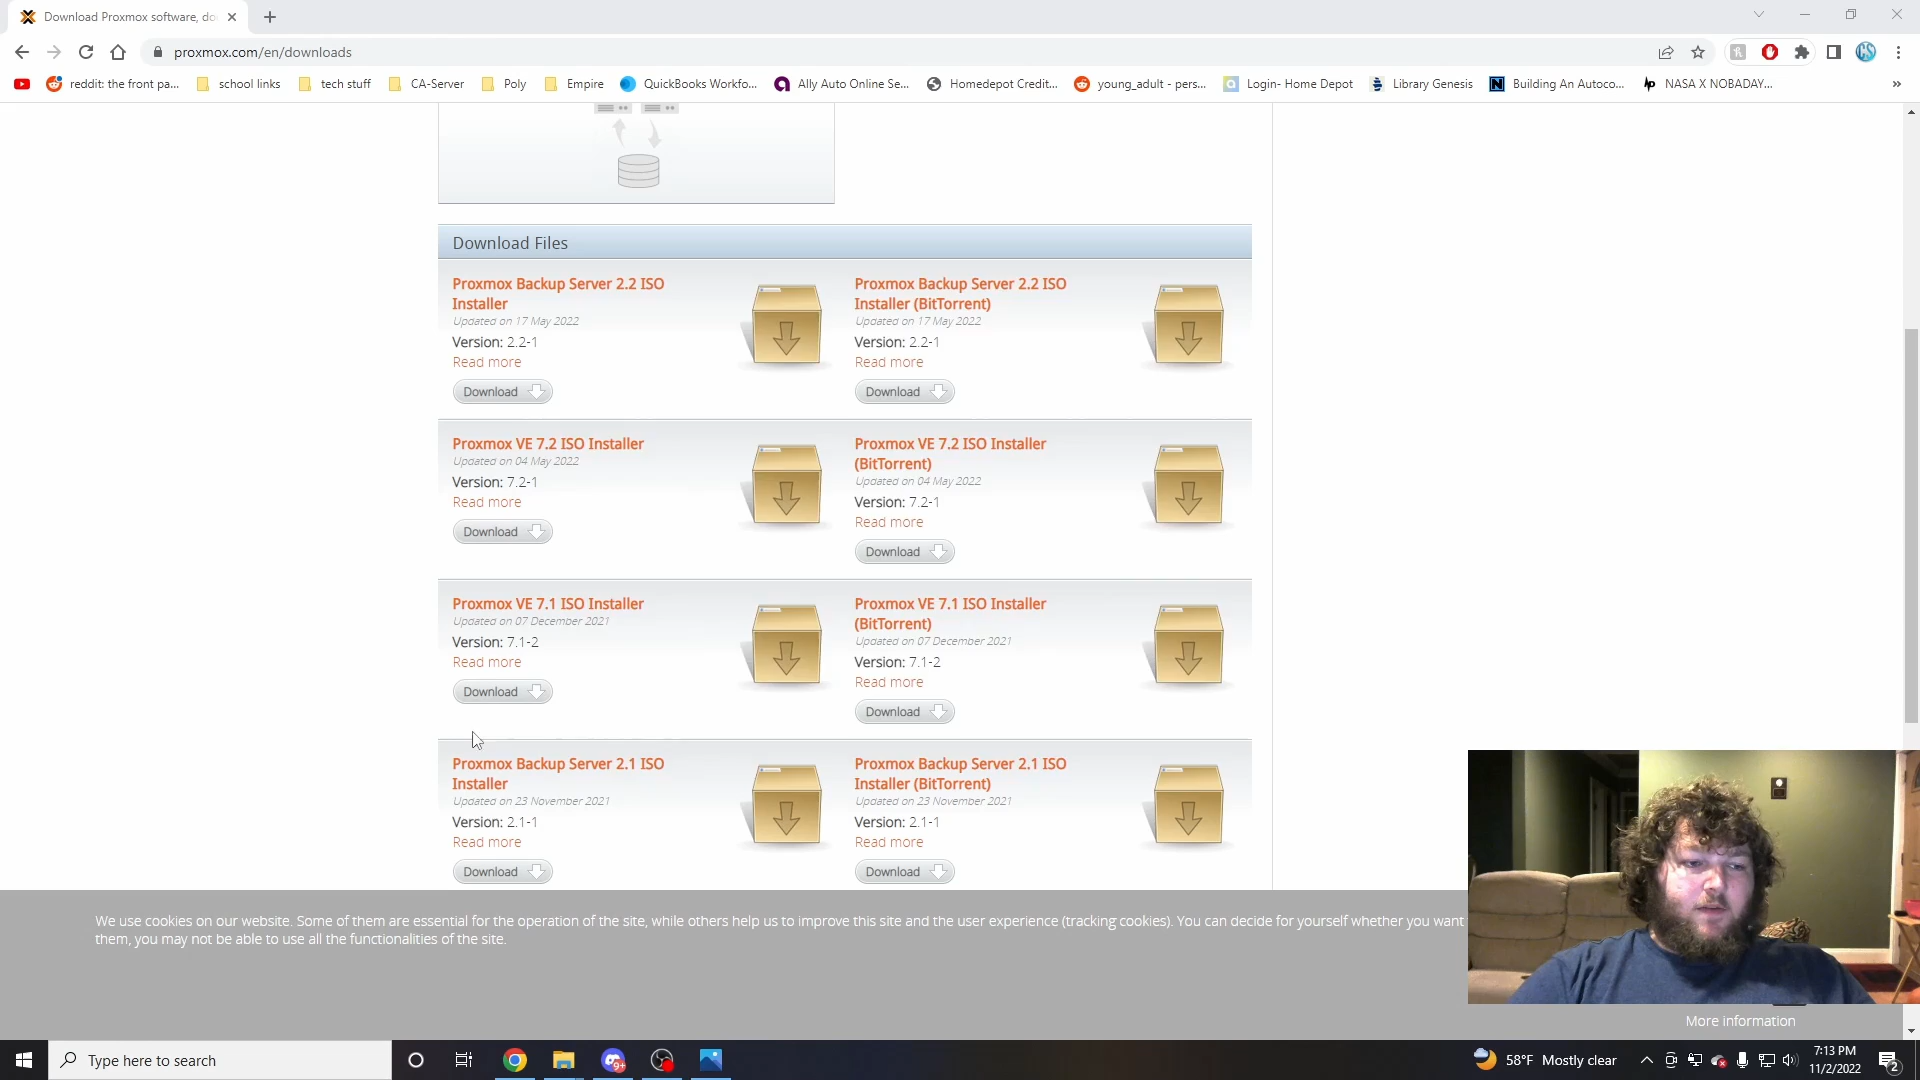 Download Proxmox software, do
proxmox.com/en/downloads
reddit: the front pa...
school links
tech stuff
CA-Server
Poly
Empire
QuickBooks Workfo...
Ally Auto Online Se...
Homedepot Credit...
young_adult - pers...
Login- Home Depot
Library Genesis
Building An Autoco...
NASA X NOBADAY...
»
Download Files
Proxmox Backup Server 2.2 ISO
Installer
Updated on 17 May 2022
Version: 2.2-1
Read more
Download
Proxmox Backup Server 2.2 ISO
Installer (BitTorrent)
Updated on 17 May 2022
Version: 2.2-1
Read more
Download
Proxmox VE 7.2 ISO Installer
Updated on 04 May 2022
Version: 7.2-1
Read more
Download
Proxmox VE 7.2 ISO Installer
(BitTorrent)
Updated on 04 May 2022
Version: 7.2-1
Read more
Download
Proxmox VE 7.1 ISO Installer
Updated on 07 December 2021
Version: 7.1-2
Read more
Download
Proxmox VE 7.1 ISO Installer
(BitTorrent)
Updated on 07 December 2021
Version: 7.1-2
Read more
Download
Proxmox Backup Server 2.1 ISO
Installer
Updated on 23 November 2021
Version: 2.1-1
Read more
Download
Proxmox Backup Server 2.1 ISO
Installer (BitTorrent)
Updated on 23 November 2021
Version: 2.1-1
Read more
Download
We use cookies on our website. Some of them are essential for the operation of the site, while others help us to improve this site and the user experience (tracking cookies). You can decide for yourself whether you want
them, you may not be able to use all the functionalities of the site.
More information
Type here to search
9+
58°F Mostly clear
7:13 PM
11/2/2022
2